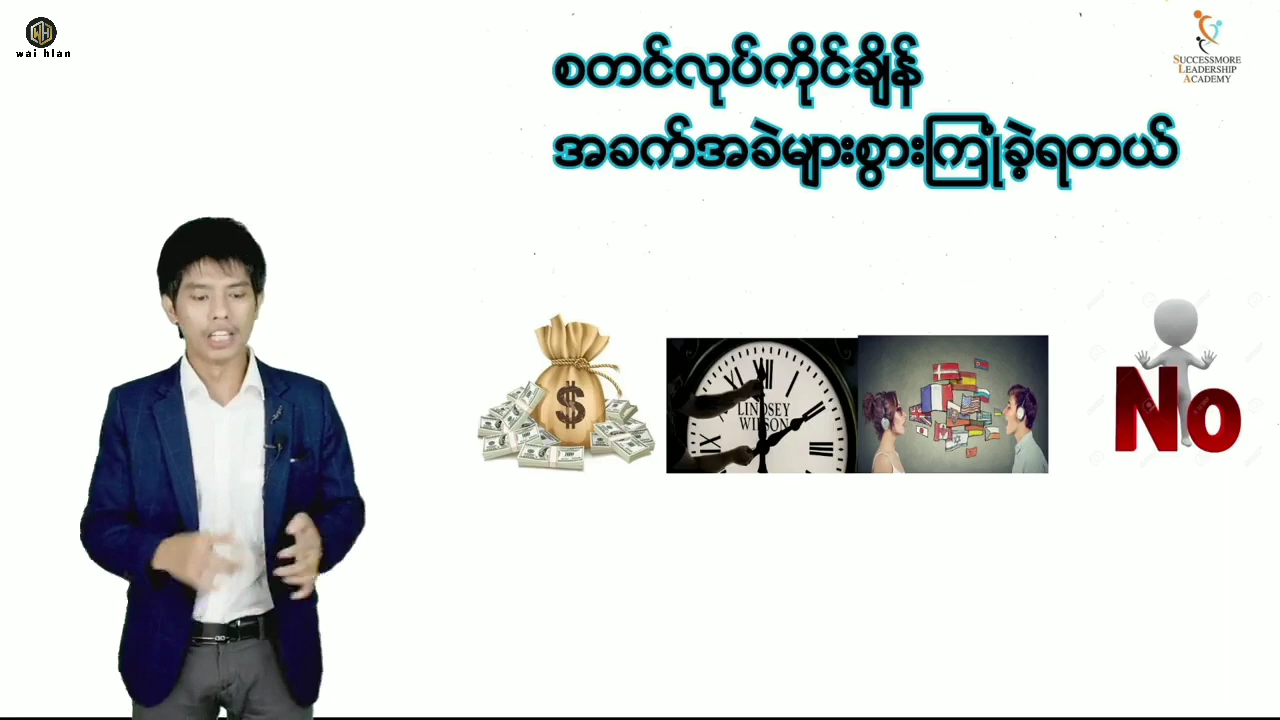 wai hlan
SUCCESSMORE
LEADERSHIP
ACADEMY
စတင်လုပ်ကိုင်ချိန်
အခက်အခဲများစွားကြုံခဲ့ရတယ်
$
LINDSEY
WILSON
No